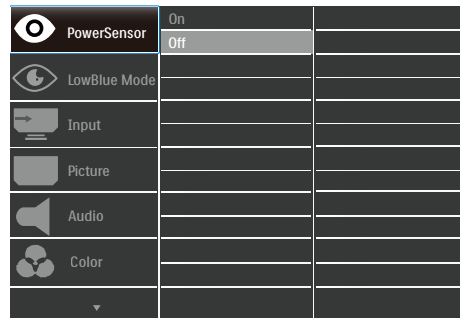 PowerSensor
On
Off
LowBlue Mode
Input
Picture
Audio
Color